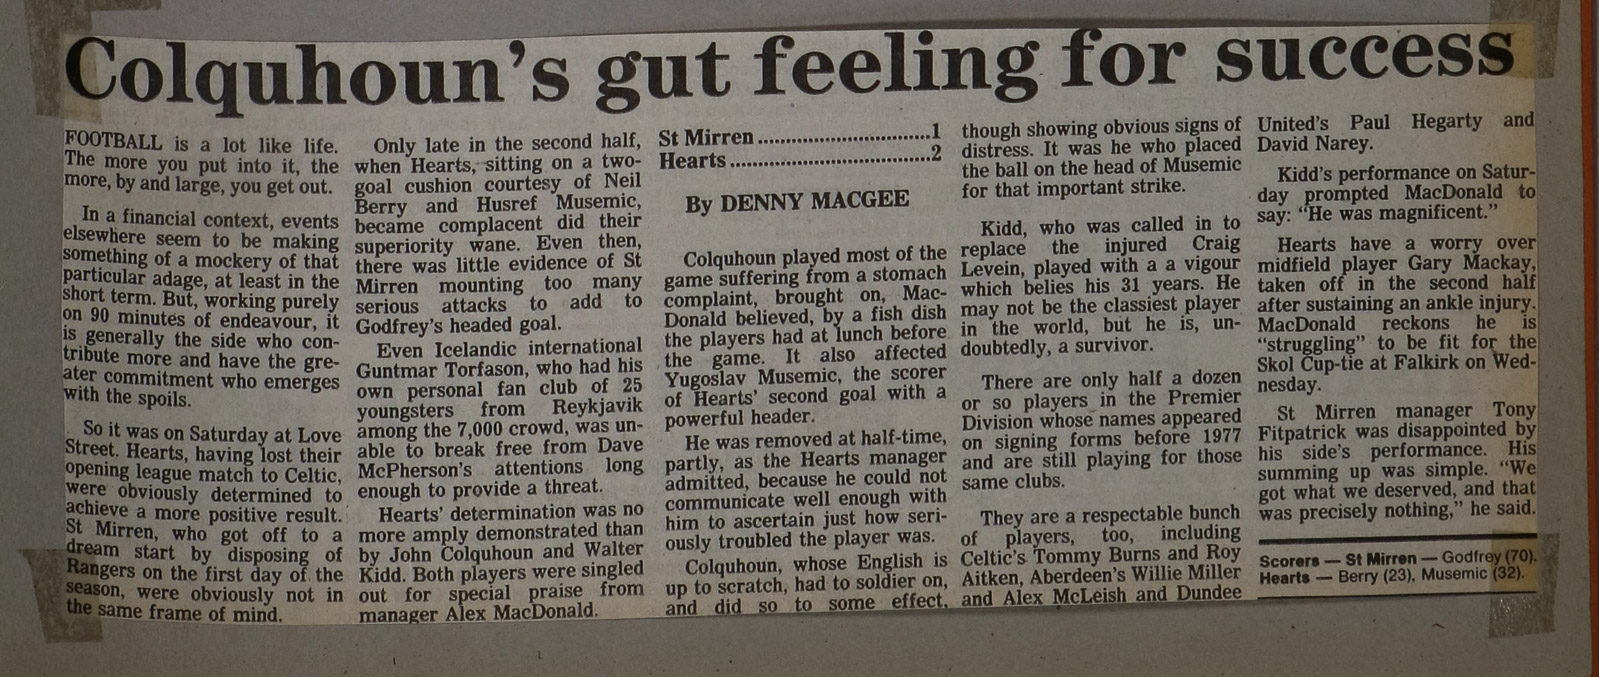 Colquhoun's gut feeling for success
FOOTBALL is a lot like life.
The more you put into it, the
more, by and large, you get out.
In a financial context, events
elsewhere seem to be making
something of a mockery of that
particular adage, at least in the
short term. But, working purely
on 90 minutes of endeavour, it
is generally the side who con-
tribute more and have the gre-
ater commitment who emerges
with the spoils.
So it was on Saturday at Love
Street. Hearts, having lost their
opening league match to Celtic,
were obviously determined to
achieve a more positive result.
St Mirren, who got off to a
dream start by disposing of
Rangers on the first day of the
season, were obviously not in
the same frame of mind.
Only late in the second half,
when Hearts, sitting on a two-
goal cushion courtesy of Neil
Berry and Husref Musemic,
became complacent did their
superiority wane. Even then,
there was little evidence of St
Mirren mounting too many
serious attacks to add to
Godfrey's headed goal.
Even Icelandic international
Guntmar Torfason, who had his
own personal fan club of 25
youngsters from Reykjavik
among the 7,000 crowd, was un-
able to break free from Dave
McPherson's attentions long
enough to provide a threat.
Hearts' determination was no
more amply demonstrated than
by John Colquhoun and Walter
Kidd. Both players were singled
out for special praise from
manager Alex MacDonald.
St Mirren ................................1
Hearts .....................................2
By DENNY MACGEE
Colquhoun played most of the
game suffering from a stomach
complaint, brought on, Mac-
Donald believed, by a fish dish
the players had at lunch before
the game. It also affected
Yugoslav Musemic, the scorer
of Hearts' second goal with a
powerful header.
He was removed at half-time,
partly, as the Hearts manager
admitted, because he could not
communicate well enough with
him to ascertain just how seri-
ously troubled the player was.
Colquhoun, whose English is
up to scratch, had to soldier on,
and did so to some effect,
though showing obvious signs of
distress. It was he who placed
the ball on the head of Musemic
for that important strike.
Kidd, who was called in to
replace the injured Craig
Levein, played with a a vigour
which belies his 31 years. He
may not be the classiest player
in the world, but he is, un-
doubtedly, a survivor.
There are only half a dozen
or so players in the Premier
Division whose names appeared
on signing forms before 1977
and are still playing for those
same clubs.
They are a respectable bunch
of players, too, including
Celtic's Tommy Burns and Roy
Aitken, Aberdeen's Willie Miller
and Alex McLeish and Dundee
United's Paul Hegarty and
David Narey.
Kidd's performance on Satur-
day prompted MacDonald to
say: "He was magnificent."
Hearts have a worry over
midfield player Gary Mackay,
taken off in the second half
after sustaining an ankle injury.
MacDonald reckons he is
"struggling" to be fit for the
Skol Cup-tie at Falkirk on Wed-
nesday.
St Mirren manager Tony
Fitpatrick was disappointed by
his side's performance. His
summing up was simple. "We
got what we deserved, and that
was precisely nothing," he said.
Scorers — St Mirren — Godfrey (70).
Hearts — Berry (23), Musemic (32).